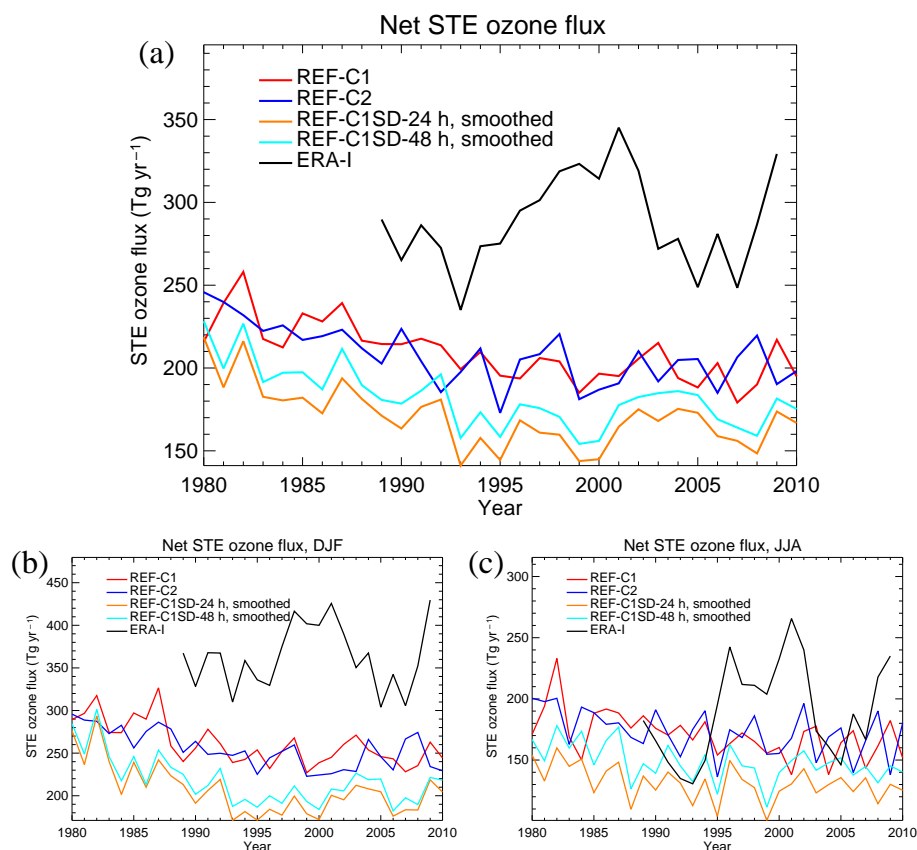 Net STE ozone flux
(a)
REF-C1
REF-C2
REF-C1SD-24 h, smoothed
REF-C1SD-48 h, smoothed
ERA-I
STE ozone flux (Tg yr⁻¹)
350
300
250
200
150
1980 1985 1990 1995 2000 2005 2010
Year
(b)
Net STE ozone flux, DJF
REF-C1
REF-C2
REF-C1SD-24 h, smoothed
REF-C1SD-48 h, smoothed
ERA-I
STE ozone flux (Tg yr⁻¹)
450
400
350
300
250
200
1980 1985 1990 1995 2000 2005 2010
Year
(c)
Net STE ozone flux, JJA
REF-C1
REF-C2
REF-C1SD-24 h, smoothed
REF-C1SD-48 h, smoothed
ERA-I
STE ozone flux (Tg yr⁻¹)
300
250
200
150
1980 1985 1990 1995 2000 2005 2010
Year